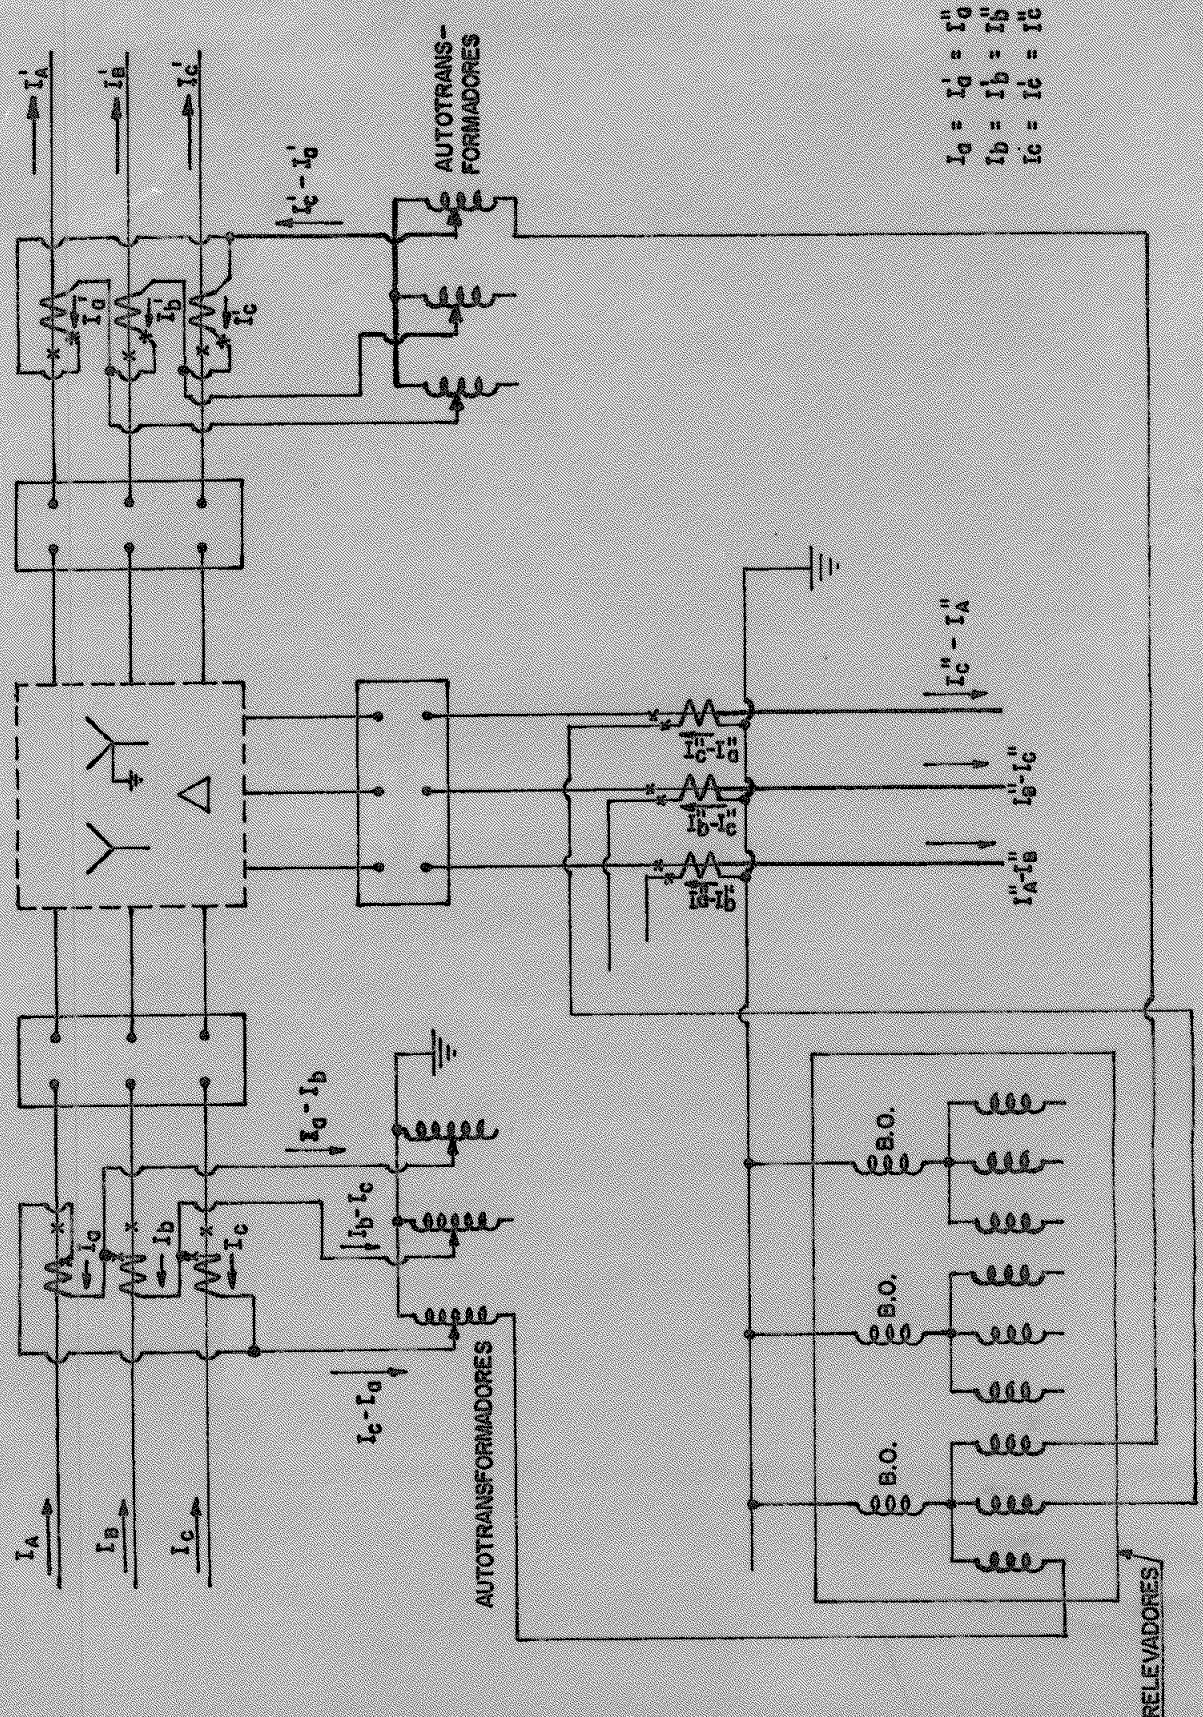 I_A
I_B
I_C
I_a
I_b
I_c
I_c - I_a
I_b - I_c
I_a - I_b
AUTOTRANSFORMADORES
I'_A
I'_B
I'_C
I'_a
I'_b
I'_c
I'_c - I'_a
AUTOTRANS-
FORMADORES
I"_a-I"_b
I"_b-I"_c
I"_c-I"_a
I"_A-I"_B
I"_B-I"_C
I"_C - I"_A
B.O.
B.O.
B.O.
RELEVADORES
I_a = I'_a = I"_a
I_b = I'_b = I"_b
I_c = I'_c = I"_c